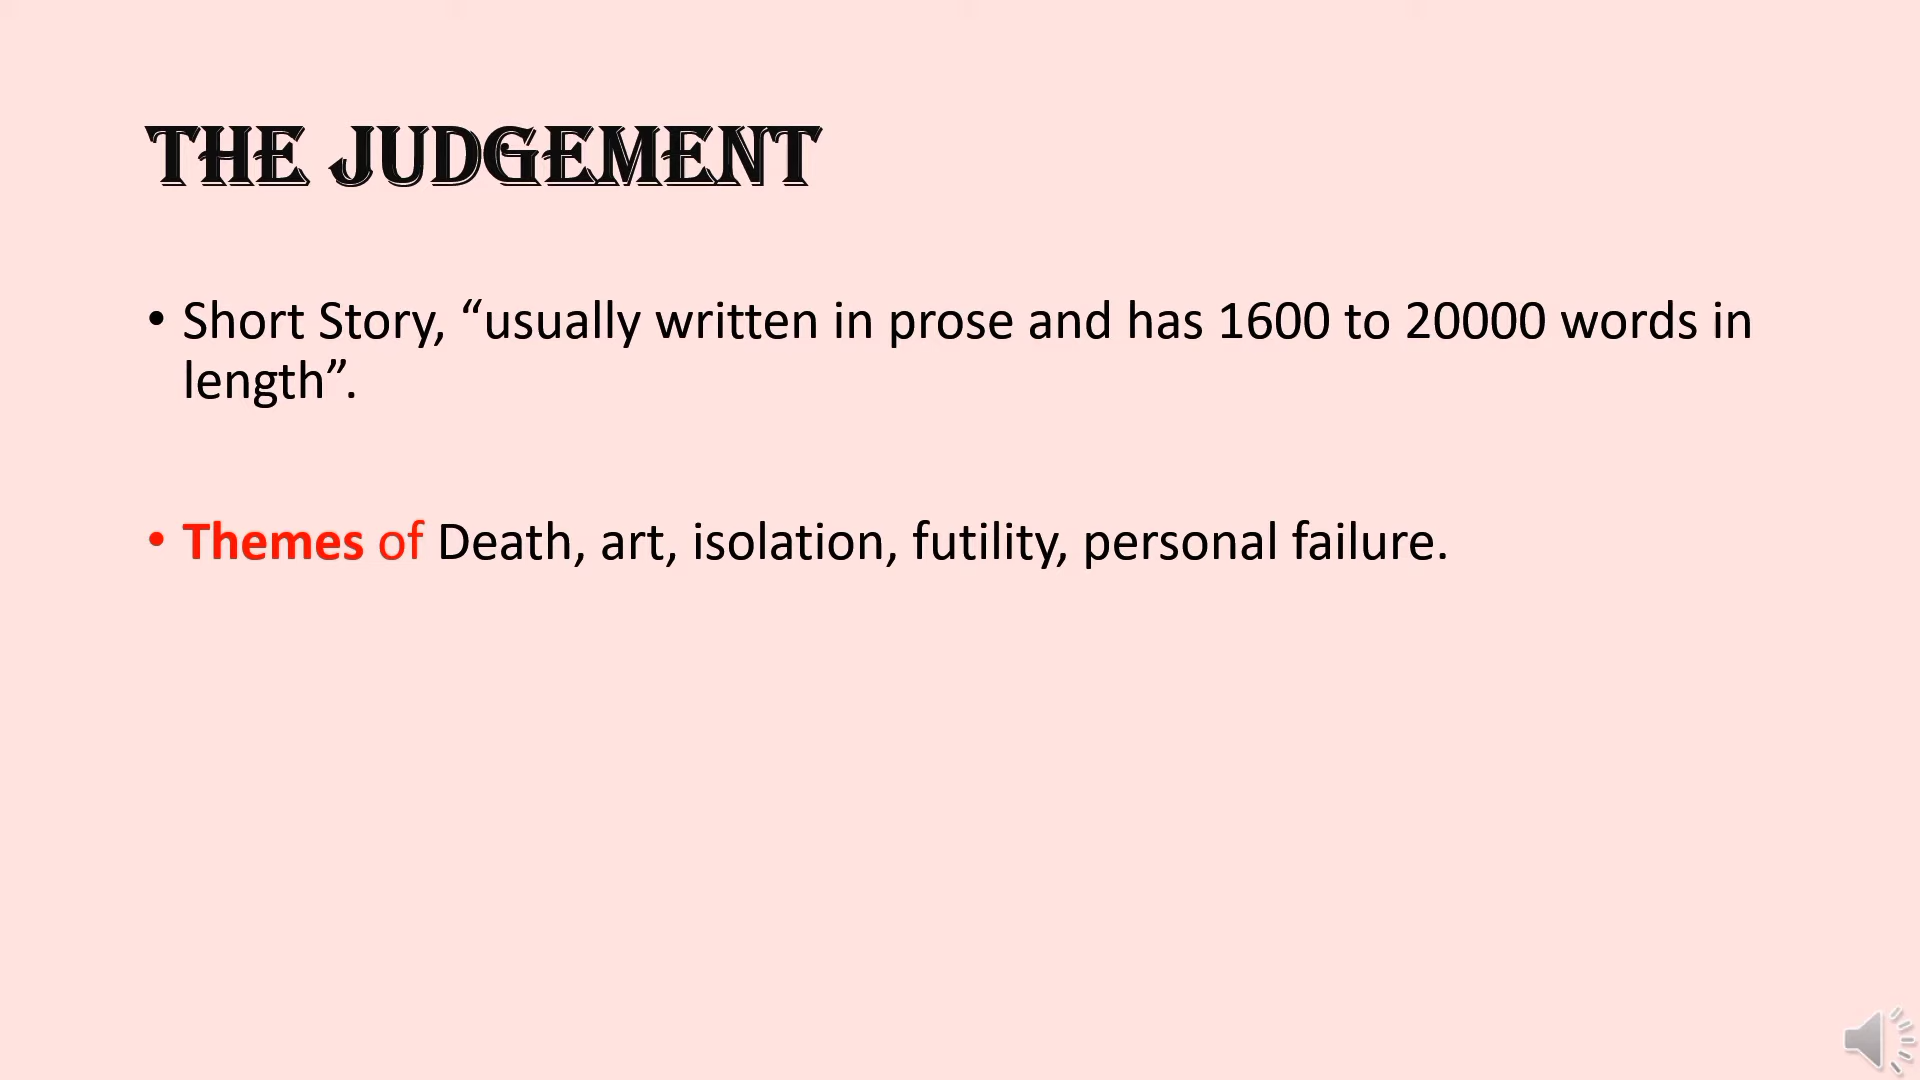 THE JUDGEMENT
• Short Story, “usually written in prose and has 1600 to 20000 words in
length”.
• Themes of Death, art, isolation, futility, personal failure.